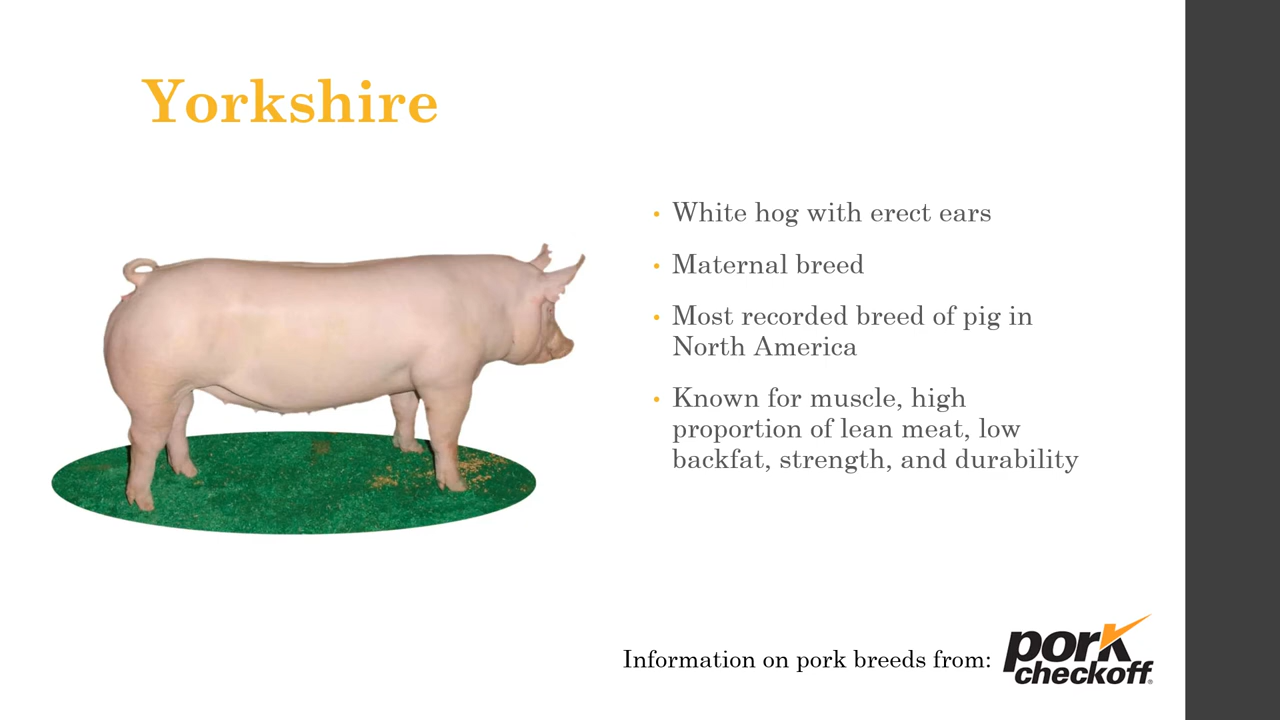 Yorkshire
• White hog with erect ears
• Maternal breed
• Most recorded breed of pig in
North America
• Known for muscle, high
proportion of lean meat, low
backfat, strength, and durability
Information on pork breeds from:
pork
checkoff®